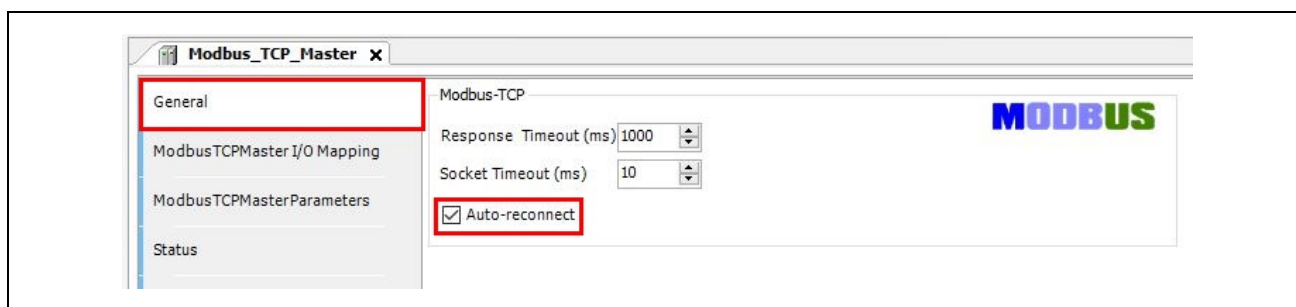 Modbus_TCP_Master x
General
ModbusTCPMaster I/O Mapping
ModbusTCPMasterParameters
Status
Modbus-TCP
MODBUS
Response Timeout (ms) 1000
Socket Timeout (ms) 10
Auto-reconnect